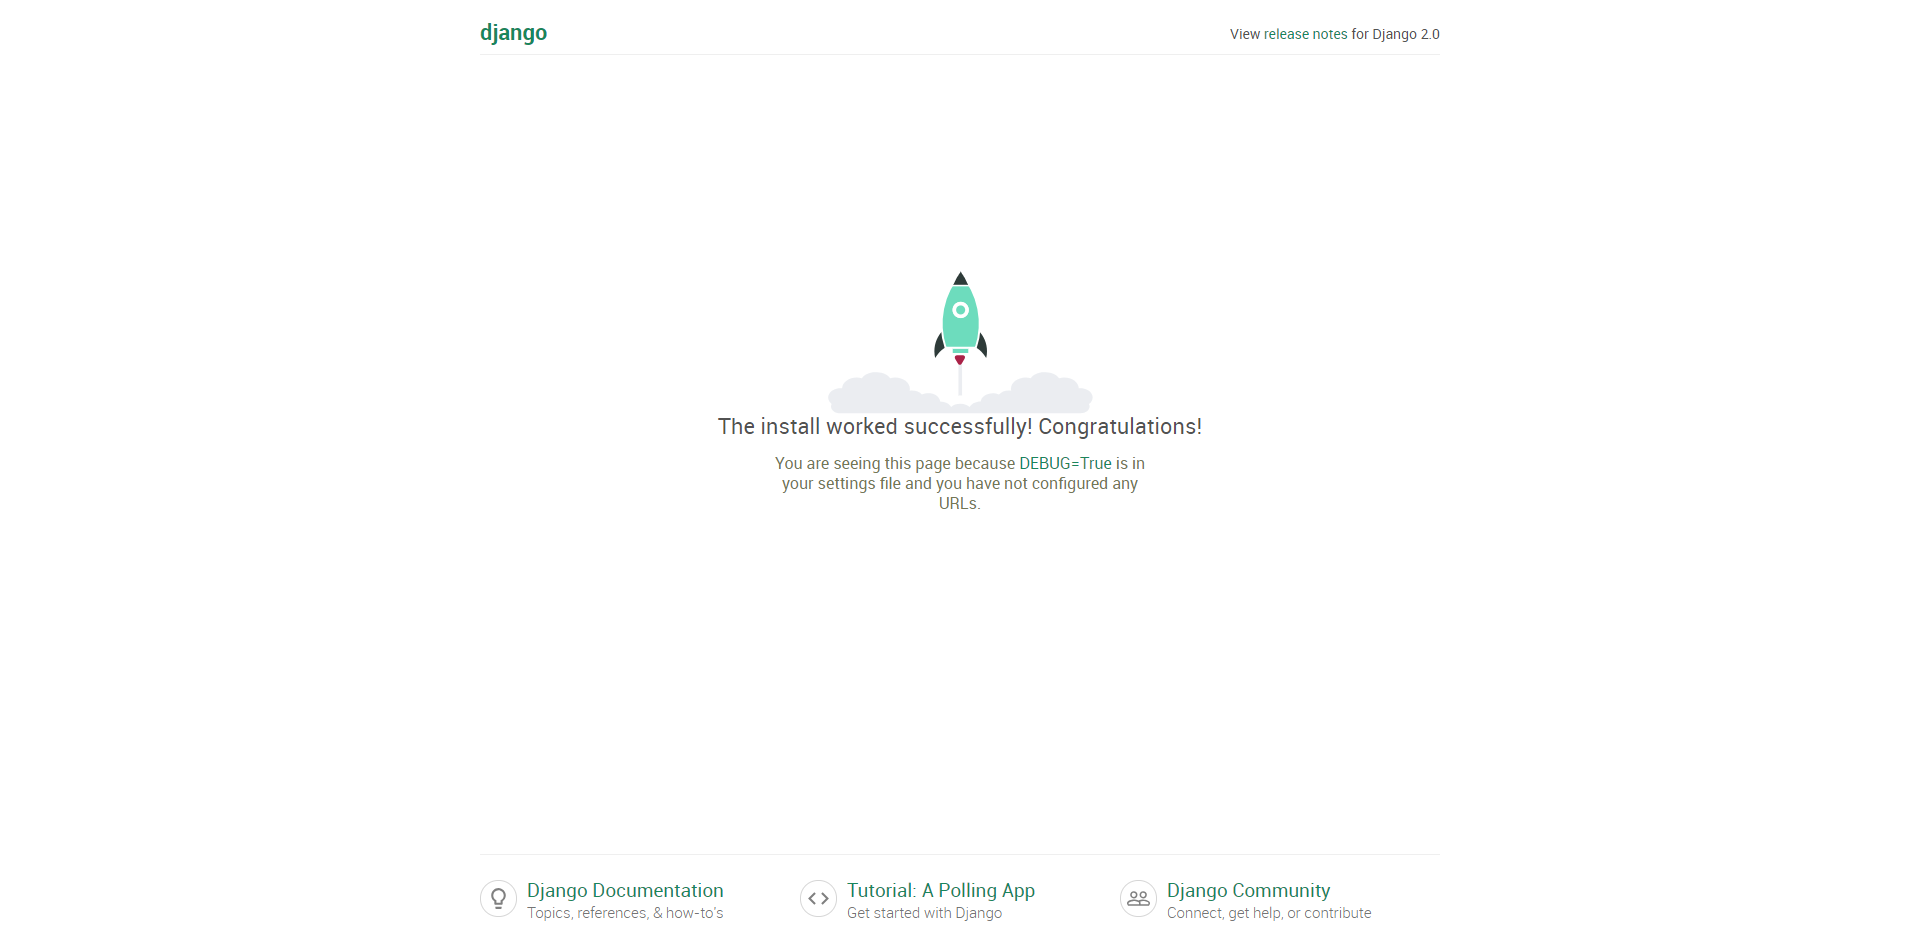 django
View release notes for Django 2.0
The install worked successfully! Congratulations!
You are seeing this page because DEBUG=True is in
your settings file and you have not configured any
URLs.
Django Documentation
Topics, references, & how-to's
Tutorial: A Polling App
Get started with Django
Django Community
Connect, get help, or contribute